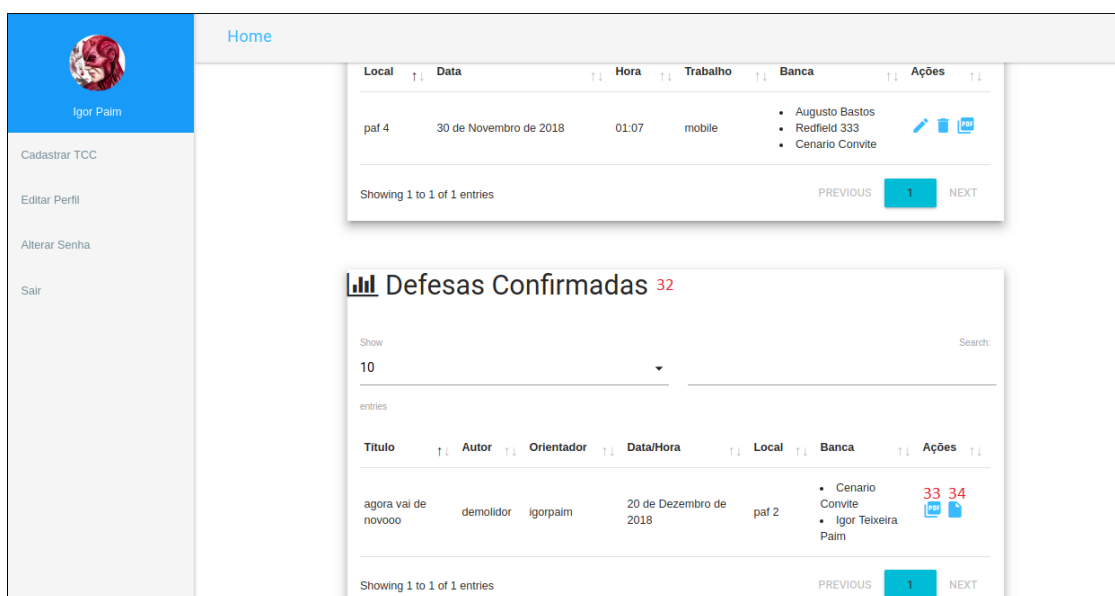 Home
Igor Paim
Cadastrar TCC
Editar Perfil
Alterar Senha
Sair
Local Data Hora Trabalho Banca Ações
paf 4 30 de Novembro de 2018 01:07 mobile
Augusto Bastos
Redfield 333
Cenario Convite
PDF
Showing 1 to 1 of 1 entries
PREVIOUS 1 NEXT
Defesas Confirmadas 32
Show
Search:
10
entries
Título Autor Orientador Data/Hora Local Banca Ações
agora vai de
novooo
demolidor igorpaim
20 de Dezembro de
2018
paf 2
Cenario
Convite
Igor Teixeira
Paim
33 34
PDF
Showing 1 to 1 of 1 entries
PREVIOUS 1 NEXT